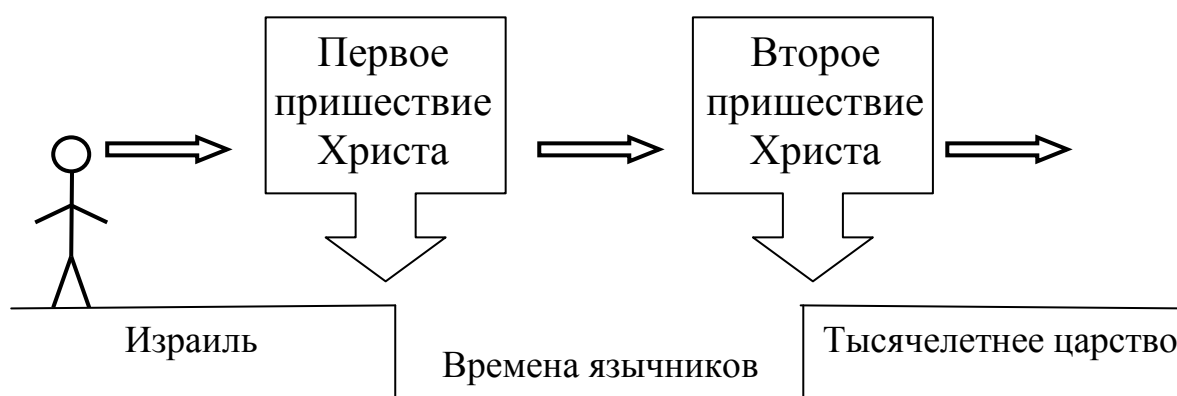 Первое
пришествие
Христа
Второе
пришествие
Христа
Израиль
Времена язычников
Тысячелетнее царство